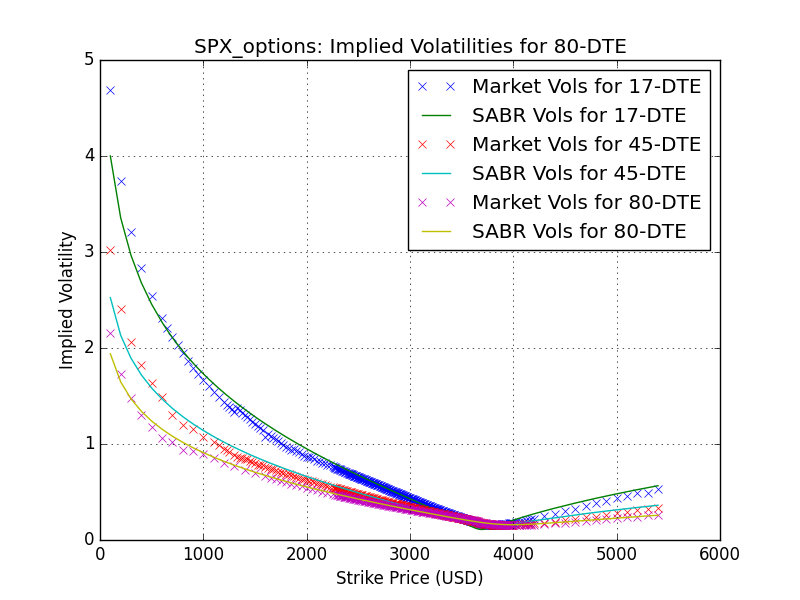 SPX_options: Implied Volatilities for 80-DTE
5
Market Vols for 17-DTE
SABR Vols for 17-DTE
4
Market Vols for 45-DTE
SABR Vols for 45-DTE
Market Vols for 80-DTE
SABR Vols for 80-DTE
3
Implied Volatility
2
1
0
0 1000 2000 3000 4000 5000 6000
Strike Price (USD)